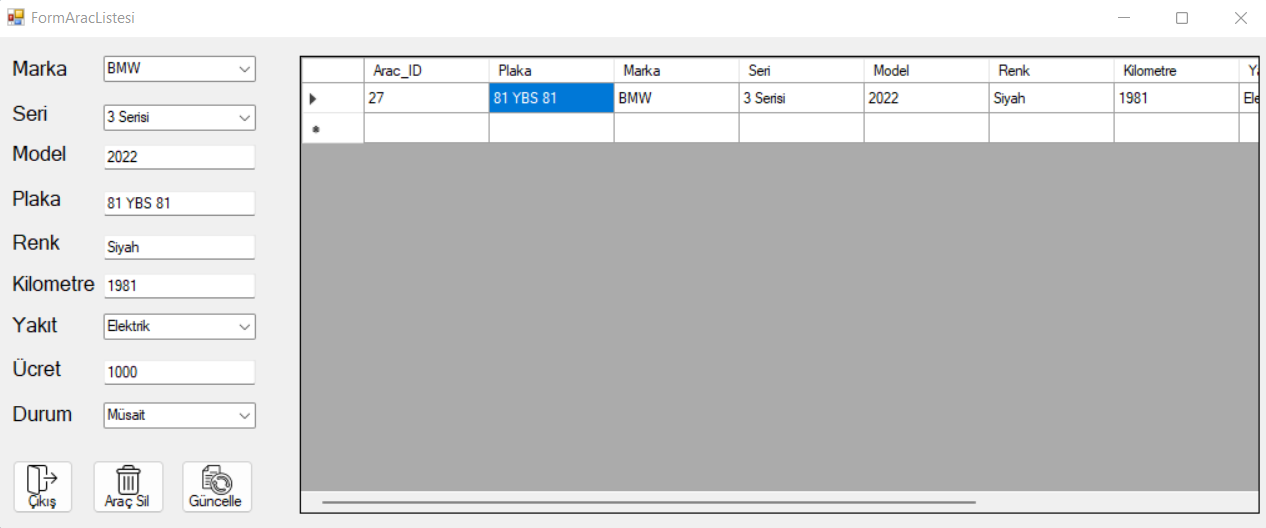 FormAracListesi
Marka BMW
Seri 3 Serisi
Model 2022
Plaka 81 YBS 81
Renk Siyah
Kilometre 1981
Yakıt Elektrik
Ücret 1000
Durum Müsait
Çıkış Araç Sil Güncelle
Arac_ID Plaka Marka Seri Model Renk Kilometre
27 81 YBS 81 BMW 3 Serisi 2022 Siyah 1981